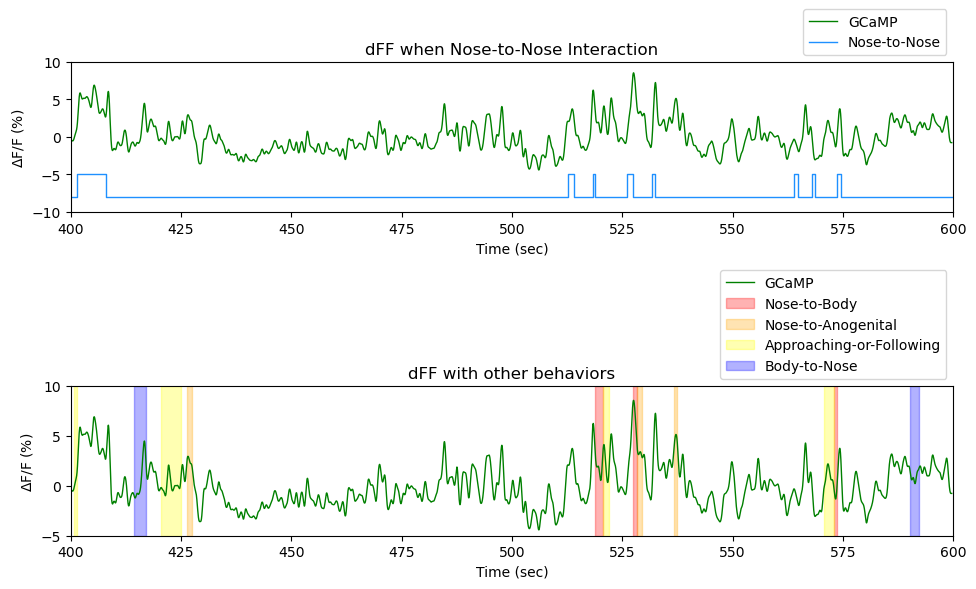 GCaMP
Nose-to-Nose
dFF when Nose-to-Nose Interaction
10
5
0
−5
−10
ΔF/F (%)
400 425 450 475 500 525 550 575 600
Time (sec)
GCaMP
Nose-to-Body
Nose-to-Anogenital
Approaching-or-Following
Body-to-Nose
dFF with other behaviors
10
5
0
−5
ΔF/F (%)
400 425 450 475 500 525 550 575 600
Time (sec)